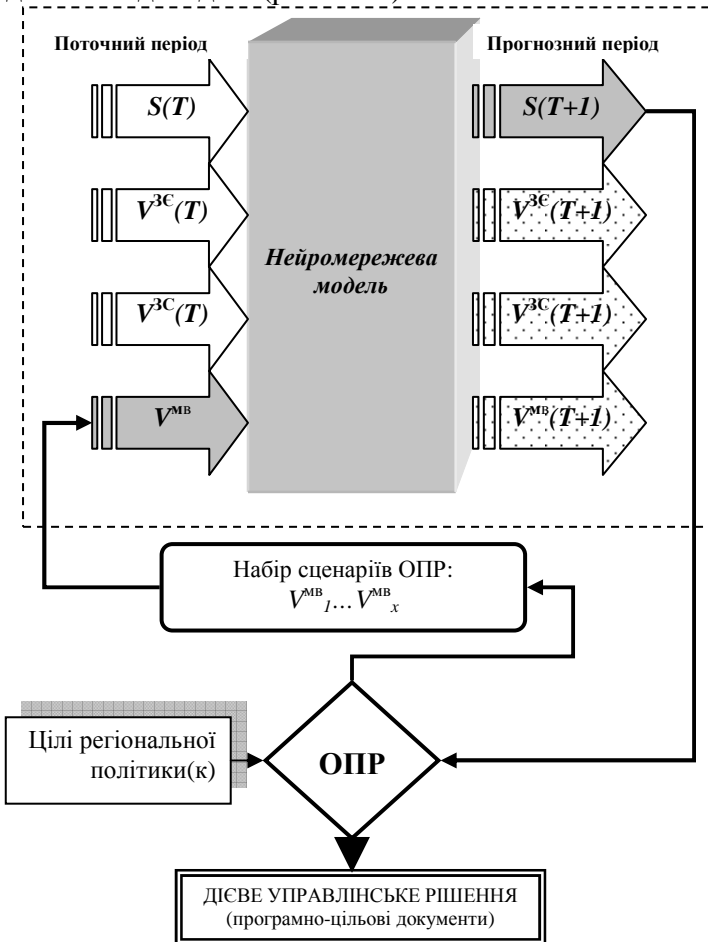 Поточний період
Прогнозний період
S(T)
S(T+1)
V^ЗЄ(T)
V^ЗЄ(T+1)
Нейромережева
модель
V^ЗС(T)
V^ЗС(T+1)
V^МВ
V^МВ(T+1)
Набір сценаріїв ОПР:
V^МВ_1… V^МВ_x
Цілі регіональної
політики(к)
ОПР
ДІЄВЕ УПРАВЛІНСЬКЕ РІШЕННЯ
(програмно-цільові документи)